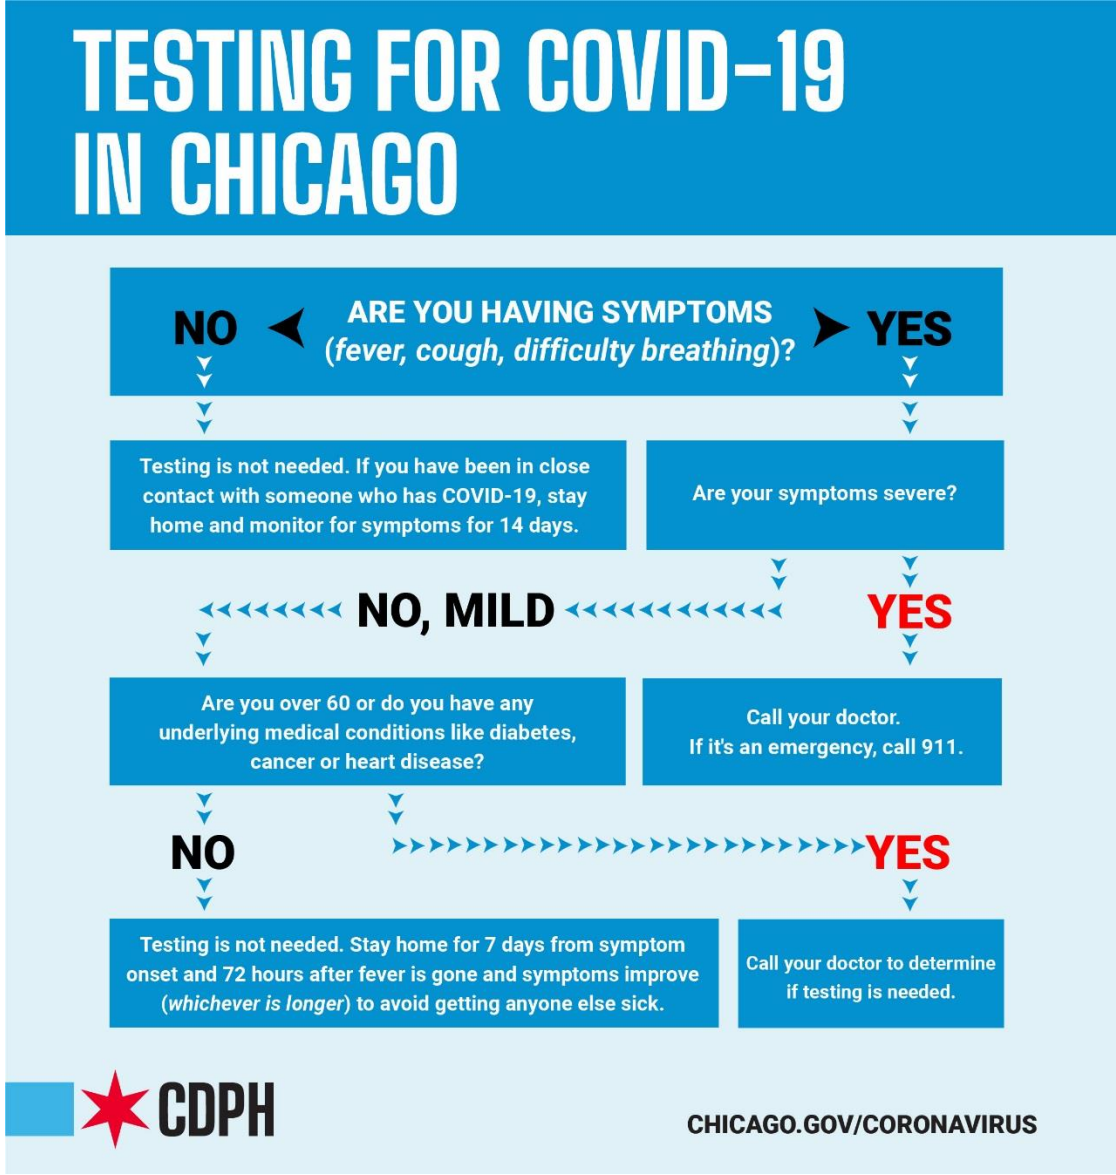 TESTING FOR COVID-19
IN CHICAGO
NO
ARE YOU HAVING SYMPTOMS
(fever, cough, difficulty breathing)?
YES
Testing is not needed. If you have been in close
contact with someone who has COVID-19, stay
home and monitor for symptoms for 14 days.
Are your symptoms severe?
NO, MILD
YES
Are you over 60 or do you have any
underlying medical conditions like diabetes,
cancer or heart disease?
Call your doctor.
If it's an emergency, call 911.
NO
YES
Testing is not needed. Stay home for 7 days from symptom
onset and 72 hours after fever is gone and symptoms improve
(whichever is longer) to avoid getting anyone else sick.
Call your doctor to determine
if testing is needed.
CDPH
CHICAGO.GOV/CORONAVIRUS